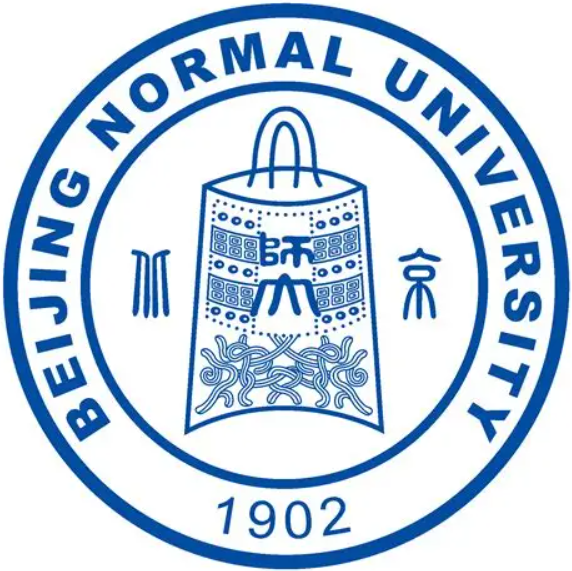 BEIJING NORMAL UNIVERSITY
北 京
師大
1902